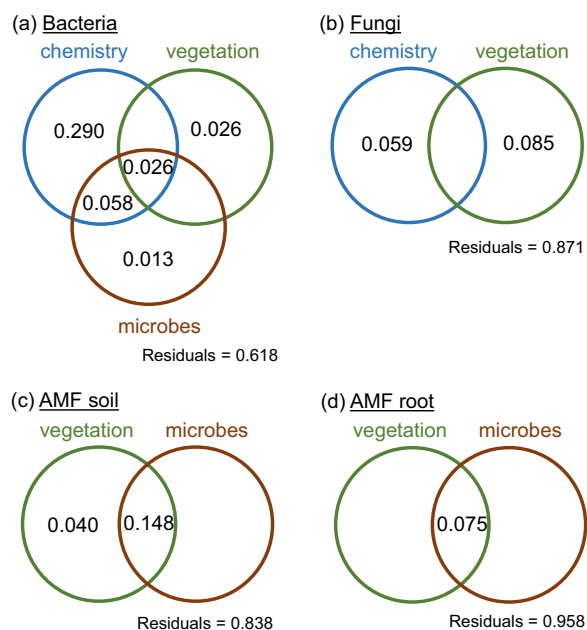 (a) Bacteria
chemistry vegetation
0.290 0.026
0.026
0.058
0.013
microbes
Residuals = 0.618
(b) Fungi
chemistry vegetation
0.059 0.085
Residuals = 0.871
(c) AMF soil
vegetation microbes
0.040 0.148
Residuals = 0.838
(d) AMF root
vegetation microbes
0.075
Residuals = 0.958